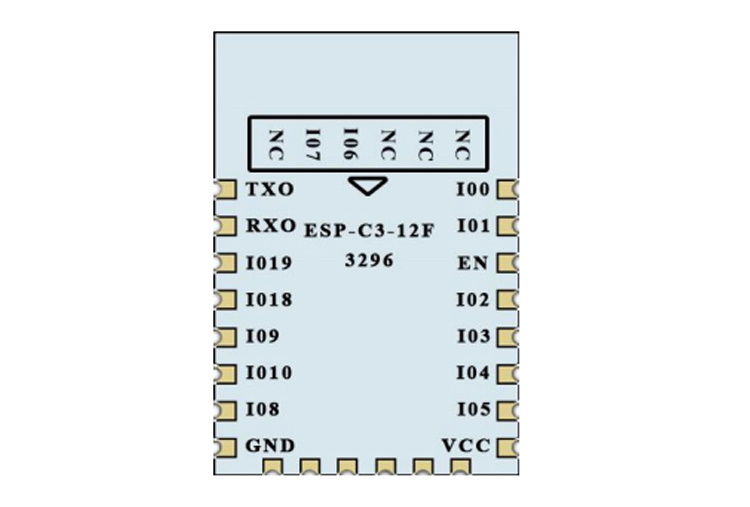 NC IO7 IO6 NC NC NC
TXO IO0
RXO ESP-C3-12F IO1
IO19 3296 EN
IO18 IO2
IO9 IO3
IO10 IO4
IO8 IO5
GND VCC